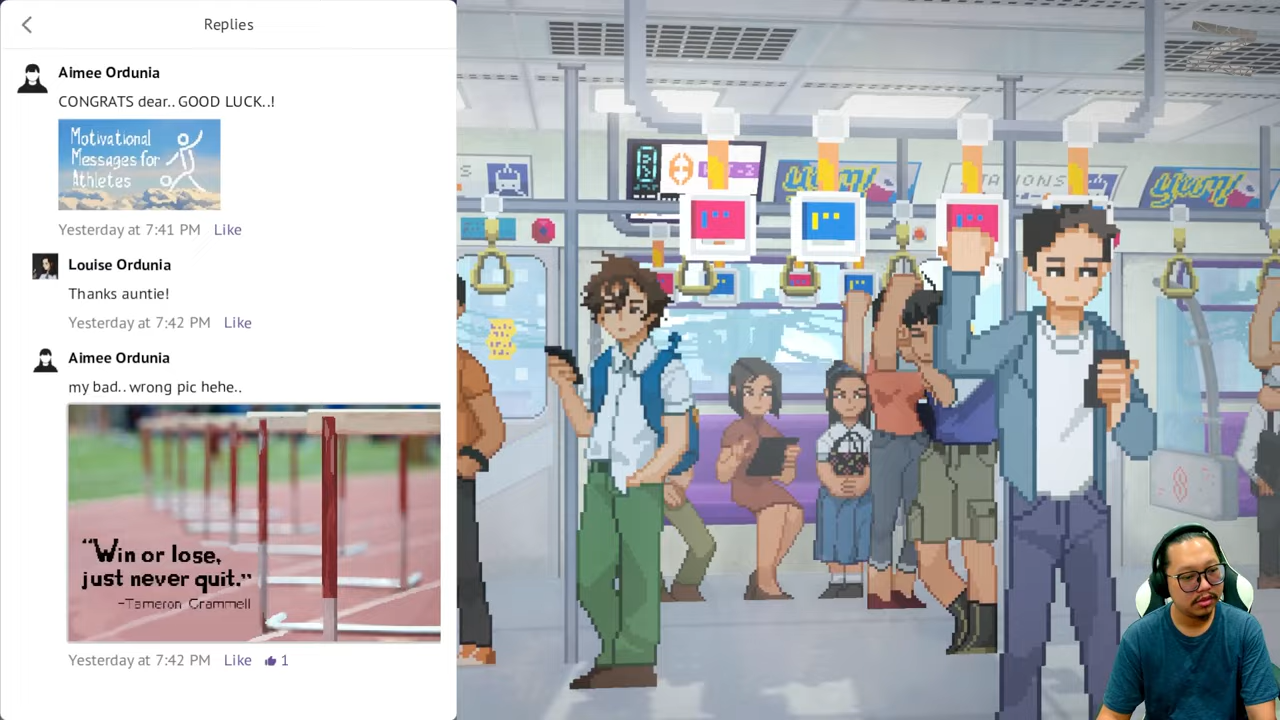 Replies
Aimee Ordunia
CONGRATS dear.. GOOD LUCK..!
Motivational
Messages for
Athletes
Yesterday at 7:41 PM Like
Louise Ordunia
Thanks auntie!
Yesterday at 7:42 PM Like
Aimee Ordunia
my bad.. wrong pic hehe..
“Win or lose,
just never quit.”
-Tameron Crammell
Yesterday at 7:42 PM Like 1